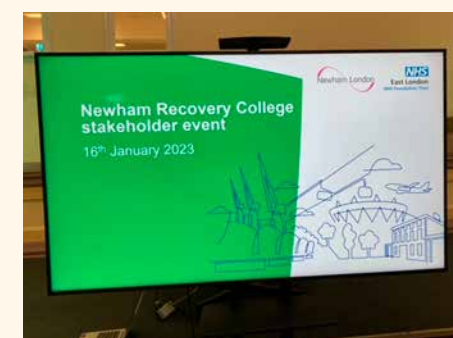 Newham Recovery College
stakeholder event
16th January 2023
Newham London
NHS
East London
NHS Foundation Trust